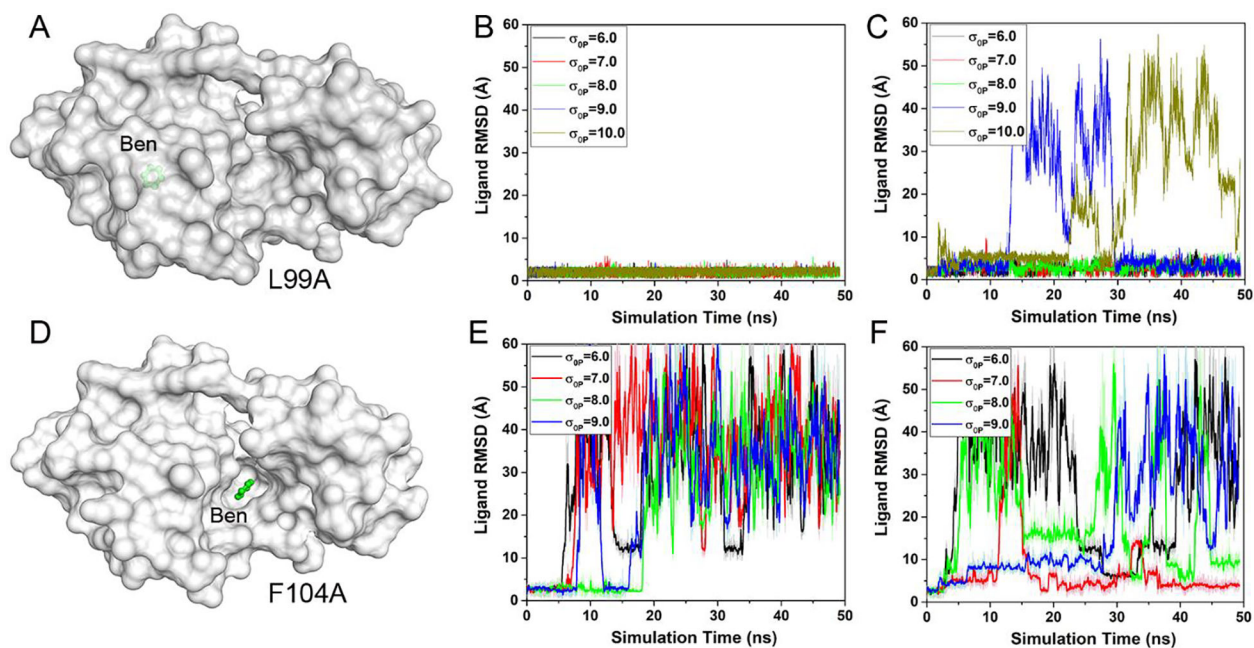 A
Ben
L99A
B
Ligand RMSD (Å)
60
50
40
30
20
10
0
σ0P=6.0
σ0P=7.0
σ0P=8.0
σ0P=9.0
σ0P=10.0
0 10 20 30 40 50
Simulation Time (ns)
C
Ligand RMSD (Å)
60
50
40
30
20
10
0
σ0P=6.0
σ0P=7.0
σ0P=8.0
σ0P=9.0
σ0P=10.0
0 10 20 30 40 50
Simulation Time (ns)
D
Ben
F104A
E
Ligand RMSD (Å)
60
50
40
30
20
10
0
σ0P=6.0
σ0P=7.0
σ0P=8.0
σ0P=9.0
0 10 20 30 40 50
Simulation Time (ns)
F
Ligand RMSD (Å)
60
50
40
30
20
10
0
σ0P=6.0
σ0P=7.0
σ0P=8.0
σ0P=9.0
0 10 20 30 40 50
Simulation Time (ns)